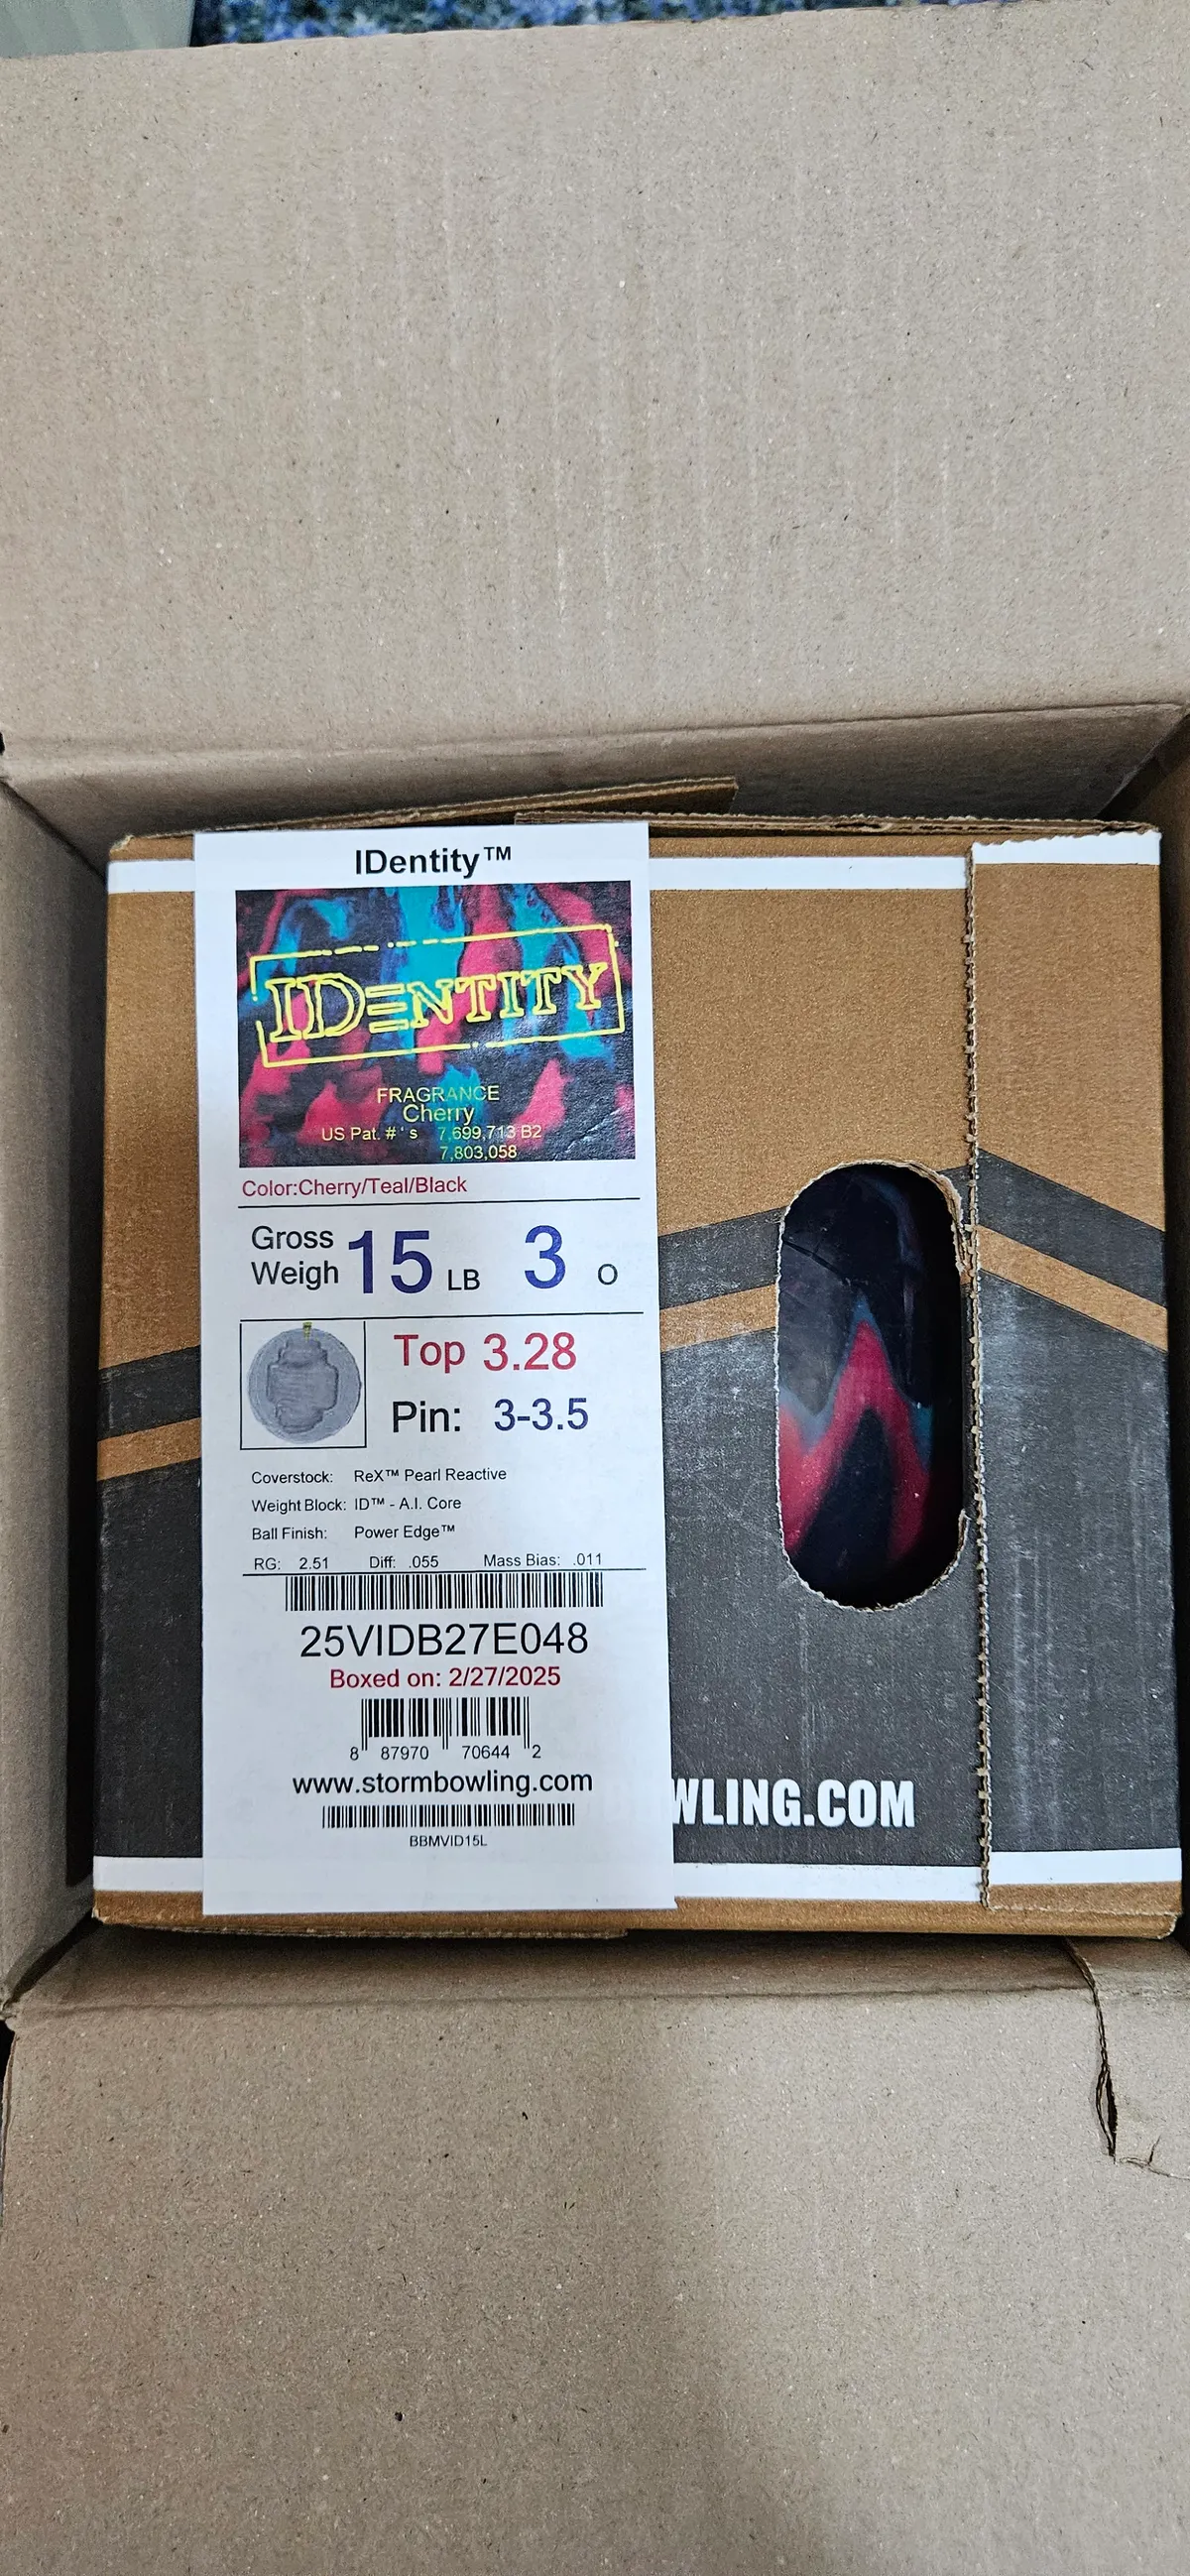 IDentity™
IDENTITY
FRAGRANCE
Cherry
US Pat. # ' s 7,699,713 B2
7,803,058
Color:Cherry/Teal/Black
Gross
Weigh 15 LB 3 O
Top 3.28
Pin: 3-3.5
Coverstock: ReX™ Pearl Reactive
Weight Block: ID™ - A.I. Core
Ball Finish: Power Edge™
RG: 2.51 Diff: .055 Mass Bias: .011
25VIDB27E048
Boxed on: 2/27/2025
8 87970 70644 2
www.stormbowling.com
BBMVID15L
WLING.COM